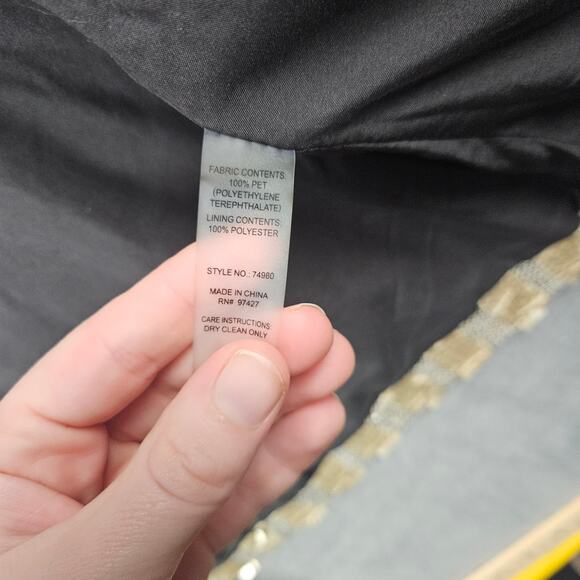 FABRIC CONTENTS:
100% PET
(POLYETHYLENE
TEREPHTHALATE)
LINING CONTENTS:
100% POLYESTER
STYLE NO.: 74980
MADE IN CHINA
RN# 97427
CARE INSTRUCTIONS
DRY CLEAN ONLY